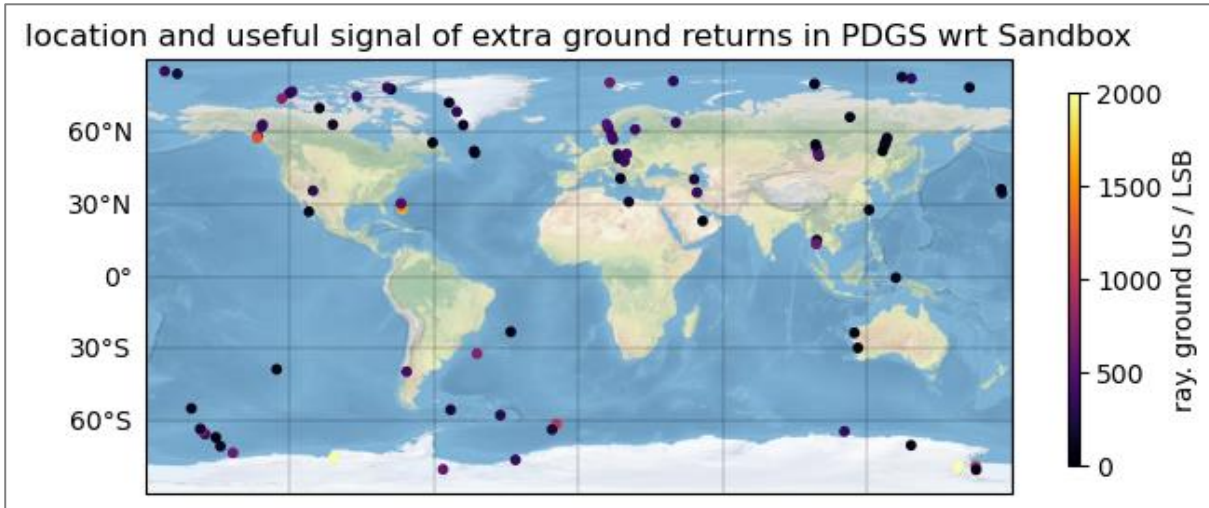 location and useful signal of extra ground returns in PDGS wrt Sandbox
60°N
30°N
0°
30°S
60°S
2000
1500
1000
500
0
ray. ground US / LSB